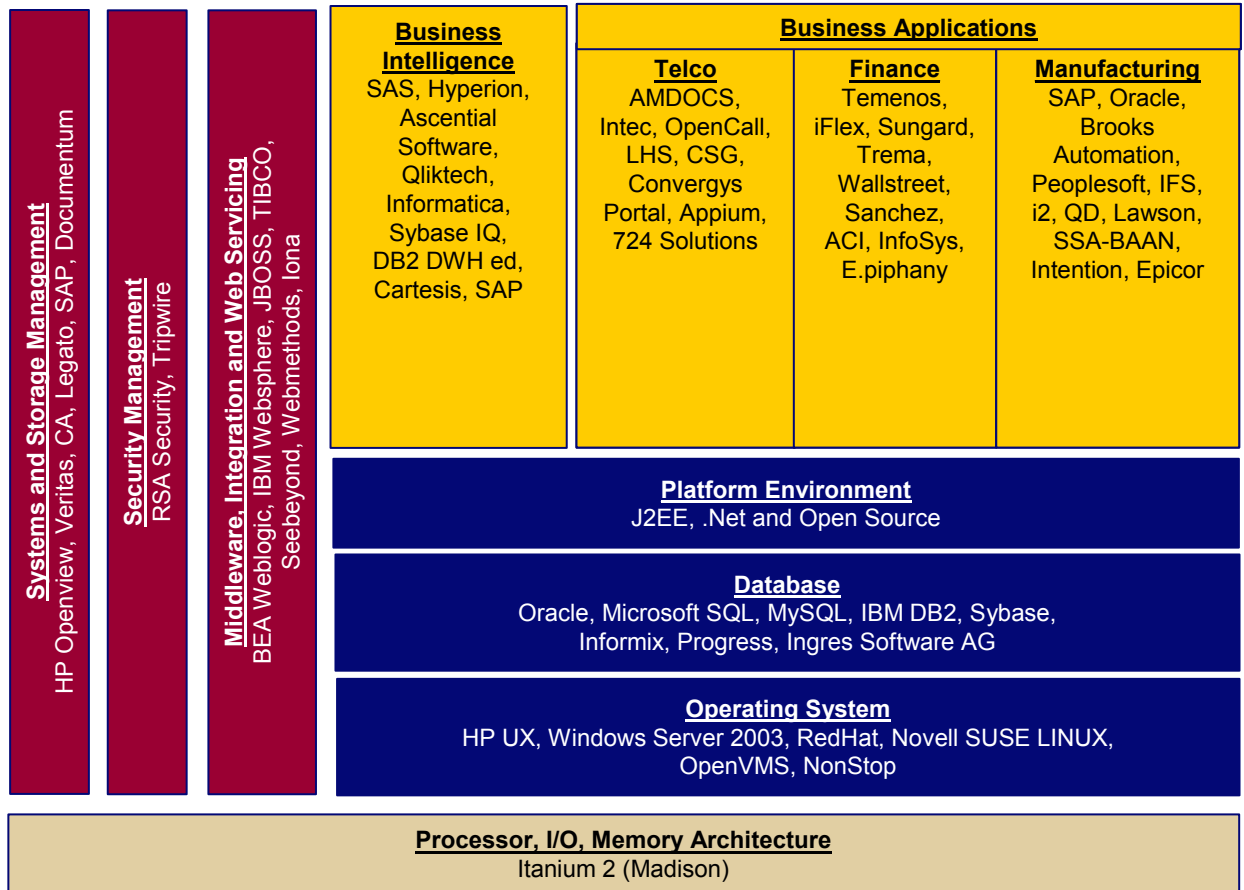 Systems and Storage Management
HP Openview, Veritas, CA, Legato, SAP, Documentum
Security Management
RSA Security, Tripwire
Middleware, Integration and Web Servicing
BEA Weblogic, IBM Websphere, JBOSS, TIBCO,
Seebeyond, Webmethods, Iona
Business
Intelligence
SAS, Hyperion,
Ascential
Software,
Qliktech,
Informatica,
Sybase IQ,
DB2 DWH ed,
Cartesis, SAP
Business Applications
Telco
AMDOCS,
Intec, OpenCall,
LHS, CSG,
Convergys
Portal, Appium,
724 Solutions
Finance
Temenos,
iFlex, Sungard,
Trema,
Wallstreet,
Sanchez,
ACI, InfoSys,
E.piphany
Manufacturing
SAP, Oracle,
Brooks
Automation,
Peoplesoft, IFS,
i2, QD, Lawson,
SSA-BAAN,
Intention, Epicor
Platform Environment
J2EE, .Net and Open Source
Database
Oracle, Microsoft SQL, MySQL, IBM DB2, Sybase,
Informix, Progress, Ingres Software AG
Operating System
HP UX, Windows Server 2003, RedHat, Novell SUSE LINUX,
OpenVMS, NonStop
Processor, I/O, Memory Architecture
Itanium 2 (Madison)